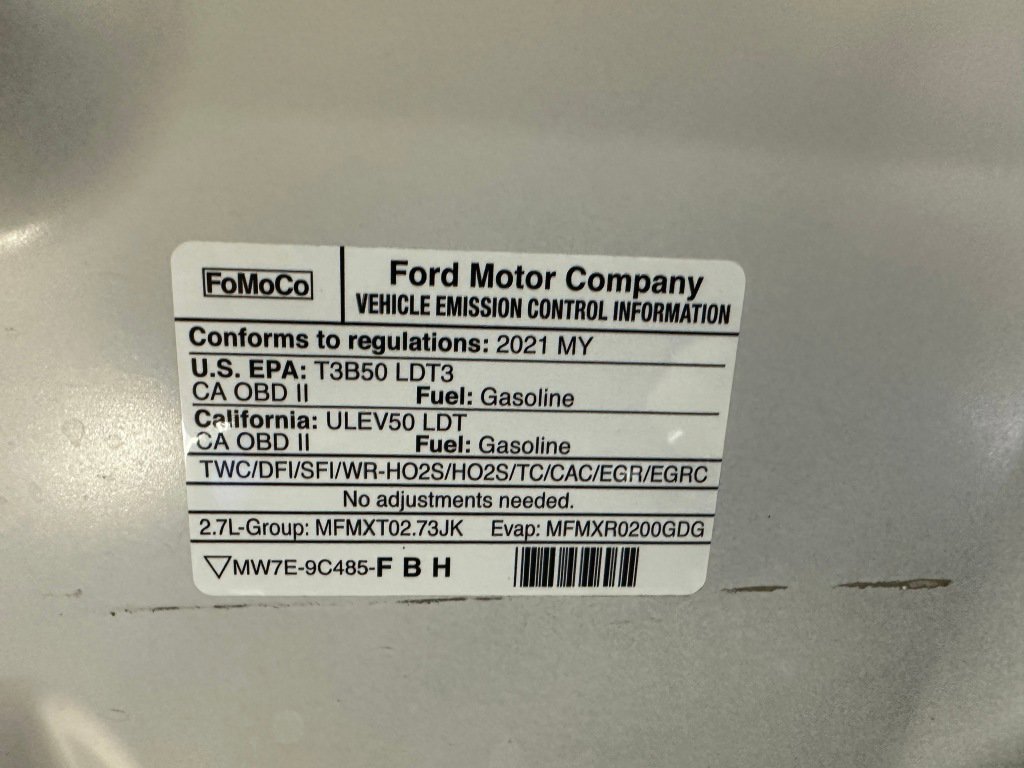 FoMoCo
Ford Motor Company
VEHICLE EMISSION CONTROL INFORMATION
Conforms to regulations: 2021 MY
U.S. EPA: T3B50 LDT3
CA OBD II Fuel: Gasoline
California: ULEV50 LDT
CA OBD II Fuel: Gasoline
TWC/DFI/SFI/WR-HO2S/HO2S/TC/CAC/EGR/EGRC
No adjustments needed.
2.7L-Group: MFMXT02.73JK Evap: MFMXR0200GDG
MW7E-9C485-F B H